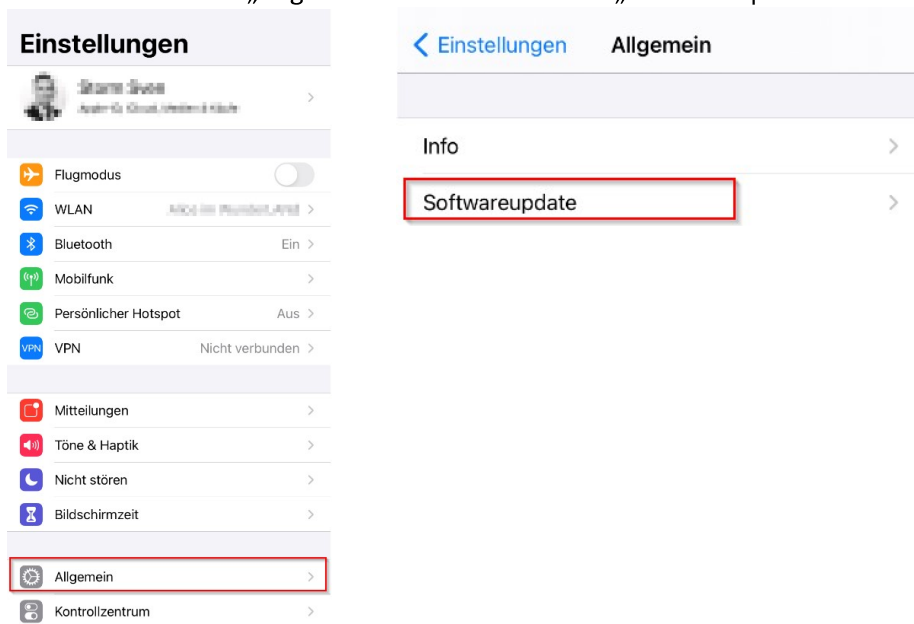 Einstellungen
Flugmodus
WLAN
Bluetooth Ein
Mobilfunk
Persönlicher Hotspot Aus
VPN VPN Nicht verbunden
Mitteilungen
Töne & Haptik
Nicht stören
Bildschirmzeit
Allgemein
Kontrollzentrum
Einstellungen Allgemein
Info
Softwareupdate